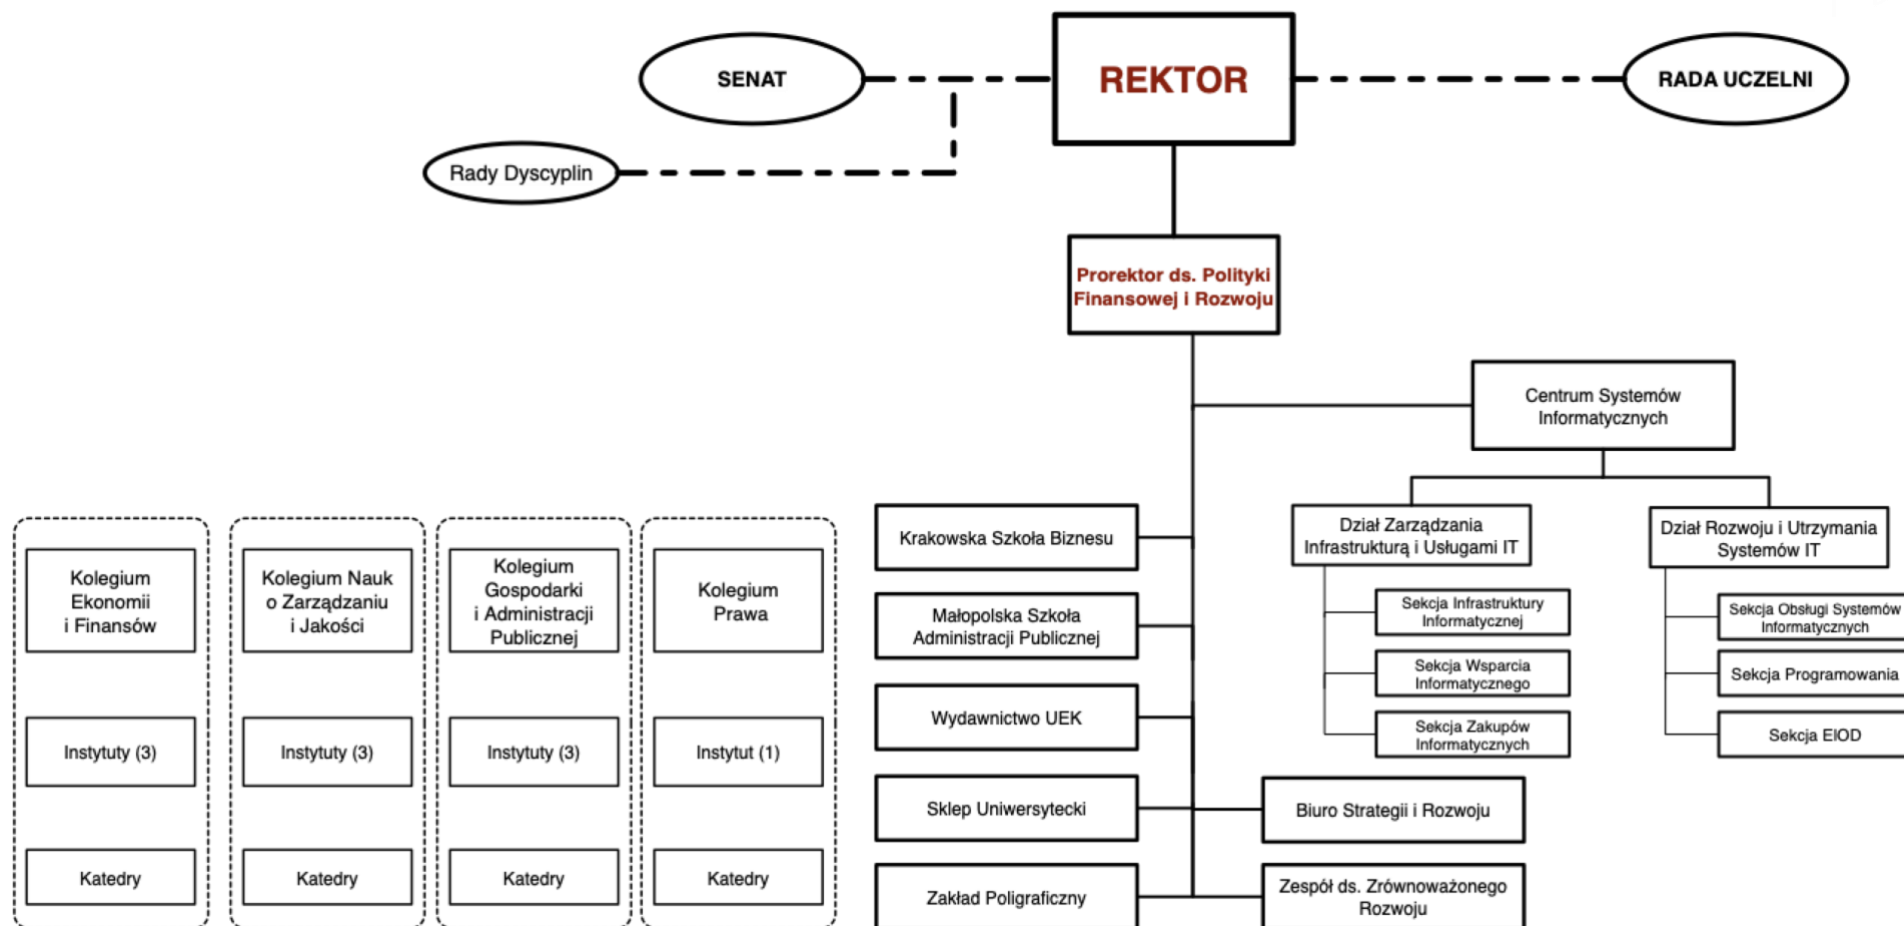 SENAT
REKTOR
RADA UCZELNI
Rady Dyscyplin
Prorektor ds. Polityki
Finansowej i Rozwoju
Centrum Systemów
Informatycznych
Kolegium
Ekonomii
i Finansów
Instytuty (3)
Katedry
Kolegium Nauk
o Zarządzaniu
i Jakości
Instytuty (3)
Katedry
Kolegium
Gospodarki
i Administracji
Publicznej
Instytuty (3)
Katedry
Kolegium
Prawa
Instytut (1)
Katedry
Krakowska Szkoła Biznesu
Małopolska Szkoła
Administracji Publicznej
Wydawnictwo UEK
Sklep Uniwersytecki
Zakład Poligraficzny
Dział Zarządzania
Infrastrukturą i Usługami IT
Sekcja Infrastruktury
Informatycznej
Sekcja Wsparcia
Informatycznego
Sekcja Zakupów
Informatycznych
Dział Rozwoju i Utrzymania
Systemów IT
Sekcja Obsługi Systemów
Informatycznych
Sekcja Programowania
Sekcja EIOD
Biuro Strategii i Rozwoju
Zespół ds. Zrównoważonego
Rozwoju